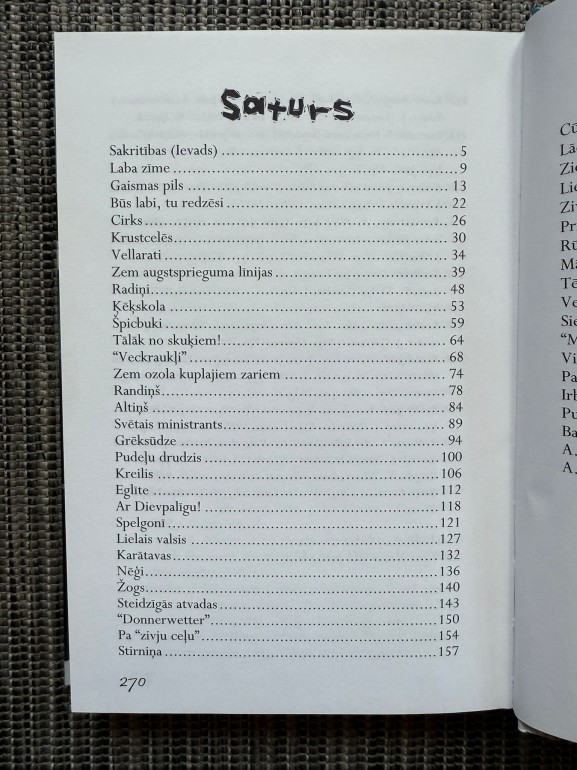 Saturs
Sakritības (Ievads) 5
Laba zīme 9
Gaismas pils 13
Būs labi, tu redzēsi 22
Cirks 26
Krustcelēs 30
Vellarati 34
Zem augstsprieguma līnijas 39
Radiņi 48
Ķēķskola 53
Špicbuki 59
Tālāk no skuķiem! 64
“Veckraukļi” 68
Zem ozola kuplajiem zariem 74
Randiņš 78
Altiņš 84
Svētais ministrants 89
Grēksūdze 94
Pudeļu drudzis 100
Kreilis 106
Eglīte 112
Ar Dievpalīgu! 118
Spelgonī 121
Lielais valsis 127
Karātavas 132
Nēģi 136
Žogs 140
Steidzīgās atvadas 143
“Donnerwetter” 150
Pa “zivju ceļu” 154
Stirniņa 157
270